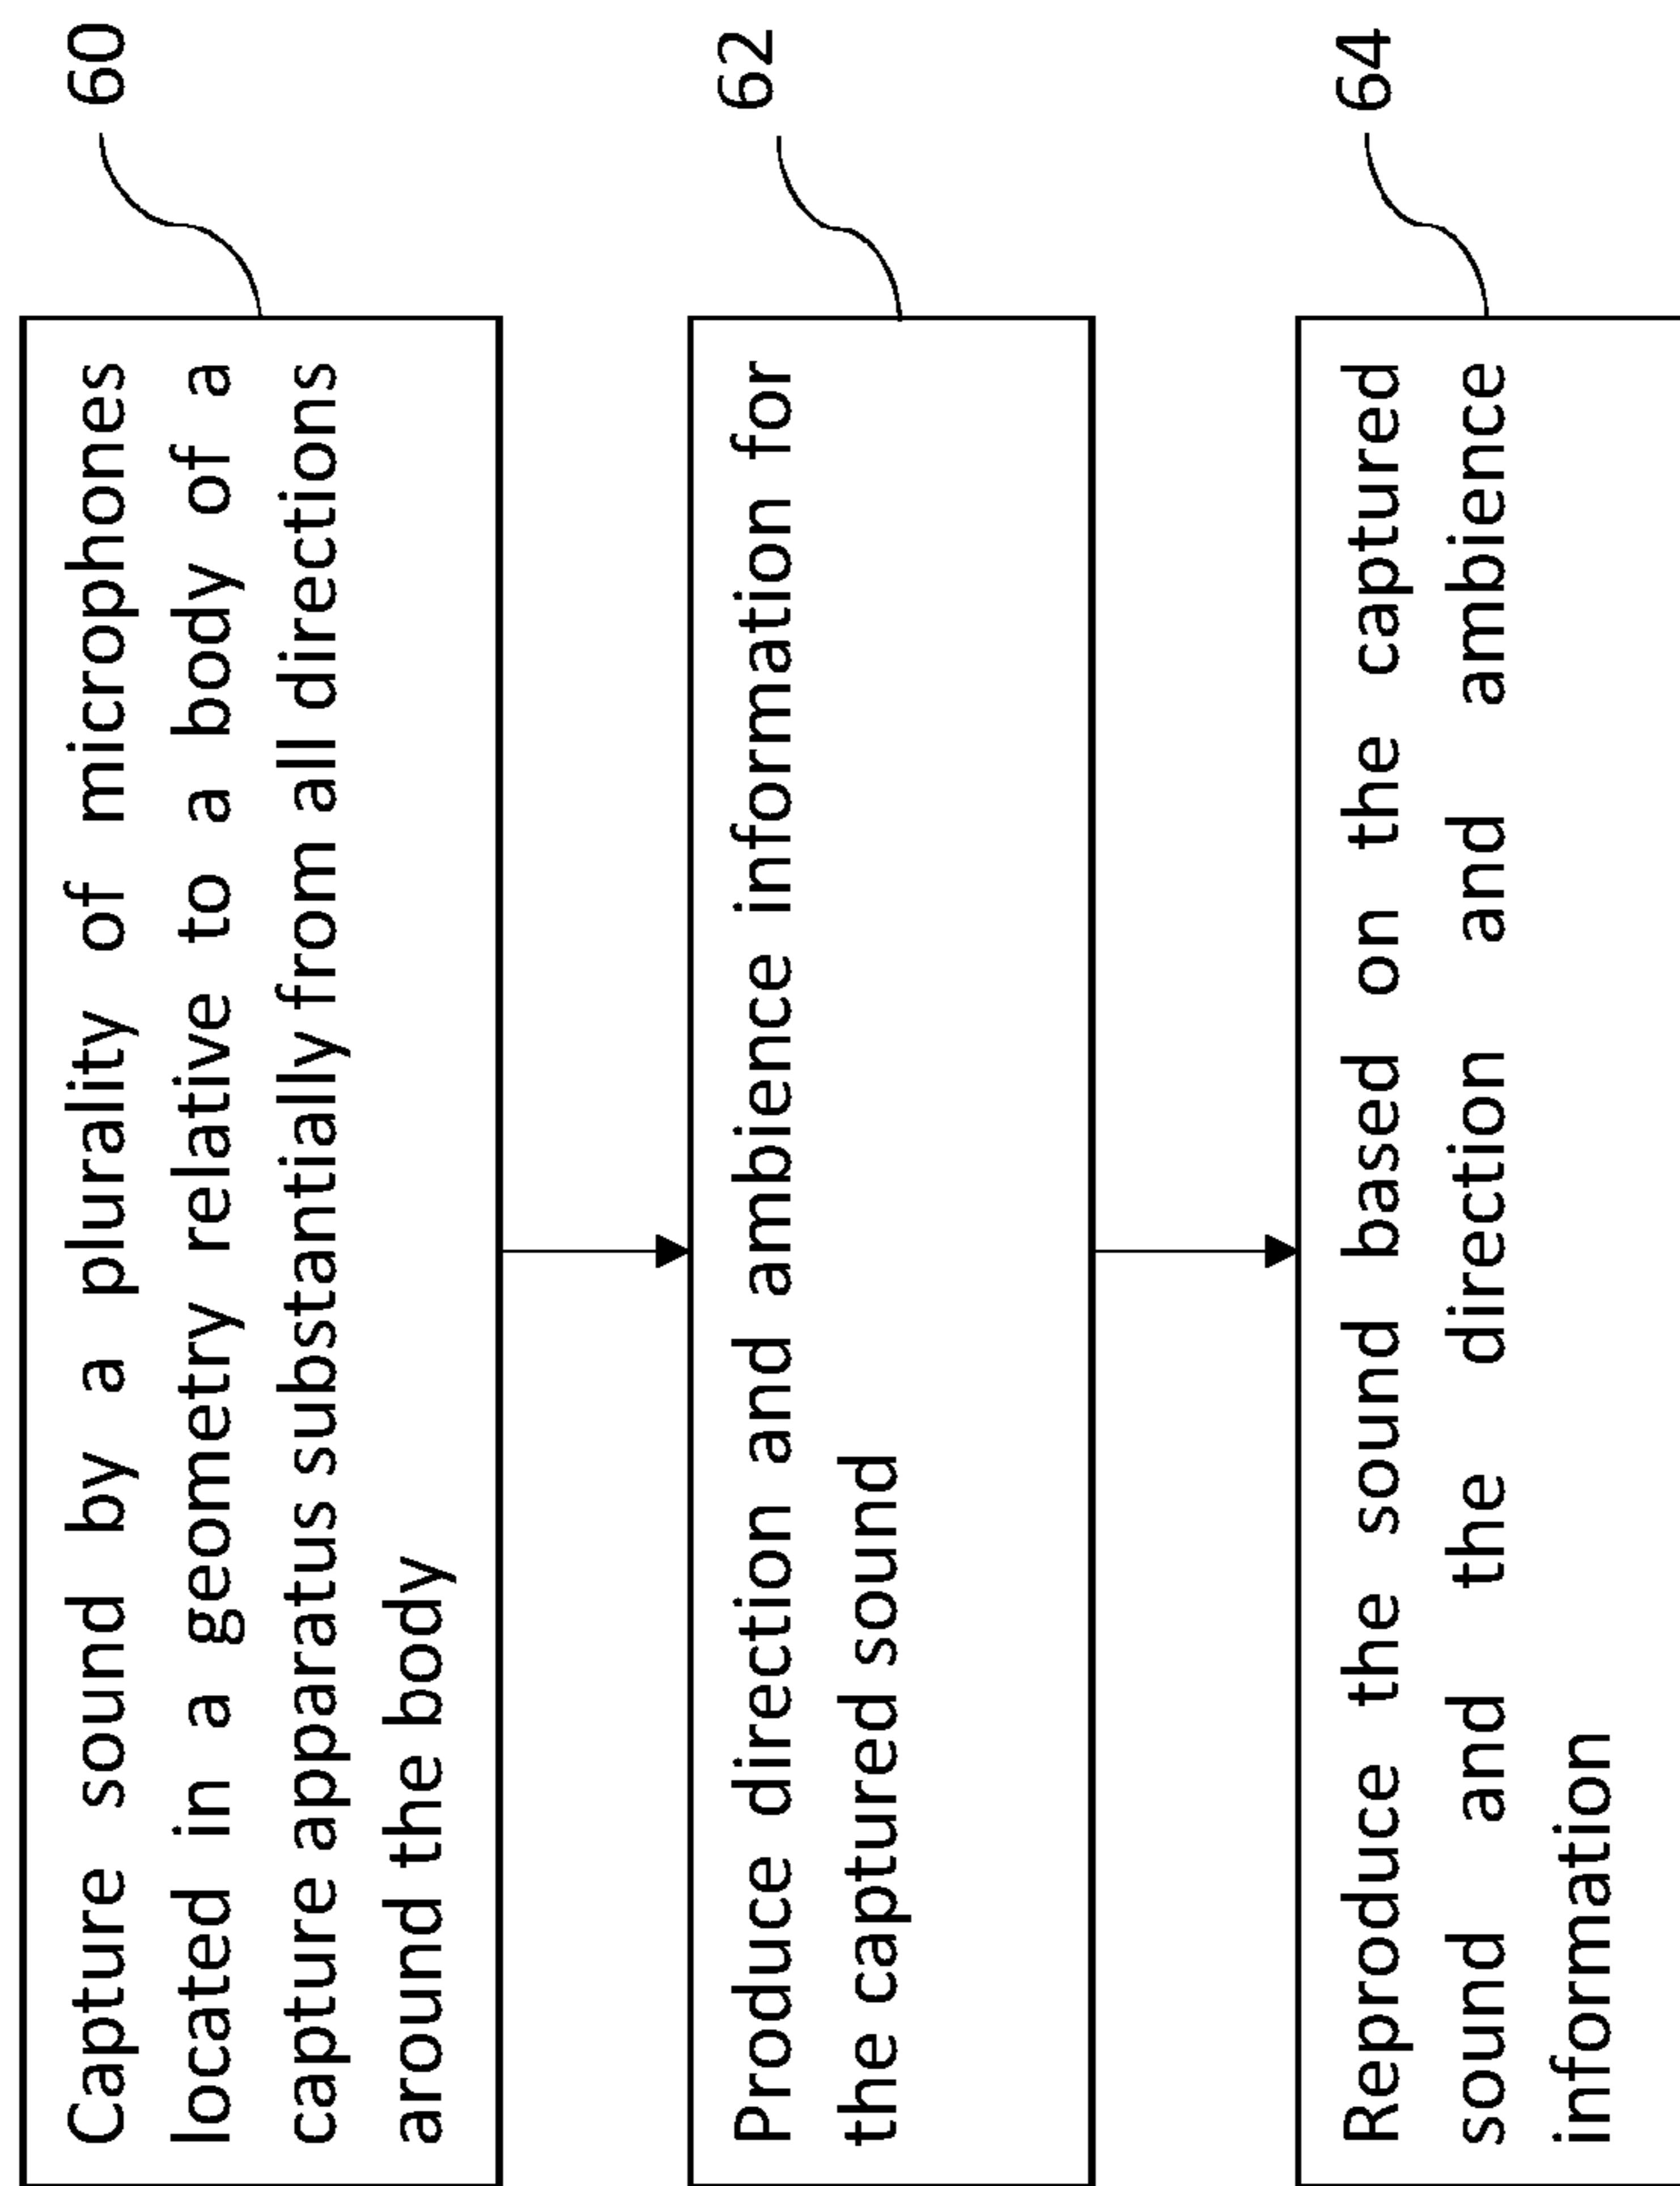 Capture sound by a plurality of microphones
located in a geometry relative to a body of a
capture apparatus substantially from all directions
around the body
60
Produce direction and ambience information for
the captured sound
62
Reproduce the sound based on the captured
sound and the direction and ambience
information
64